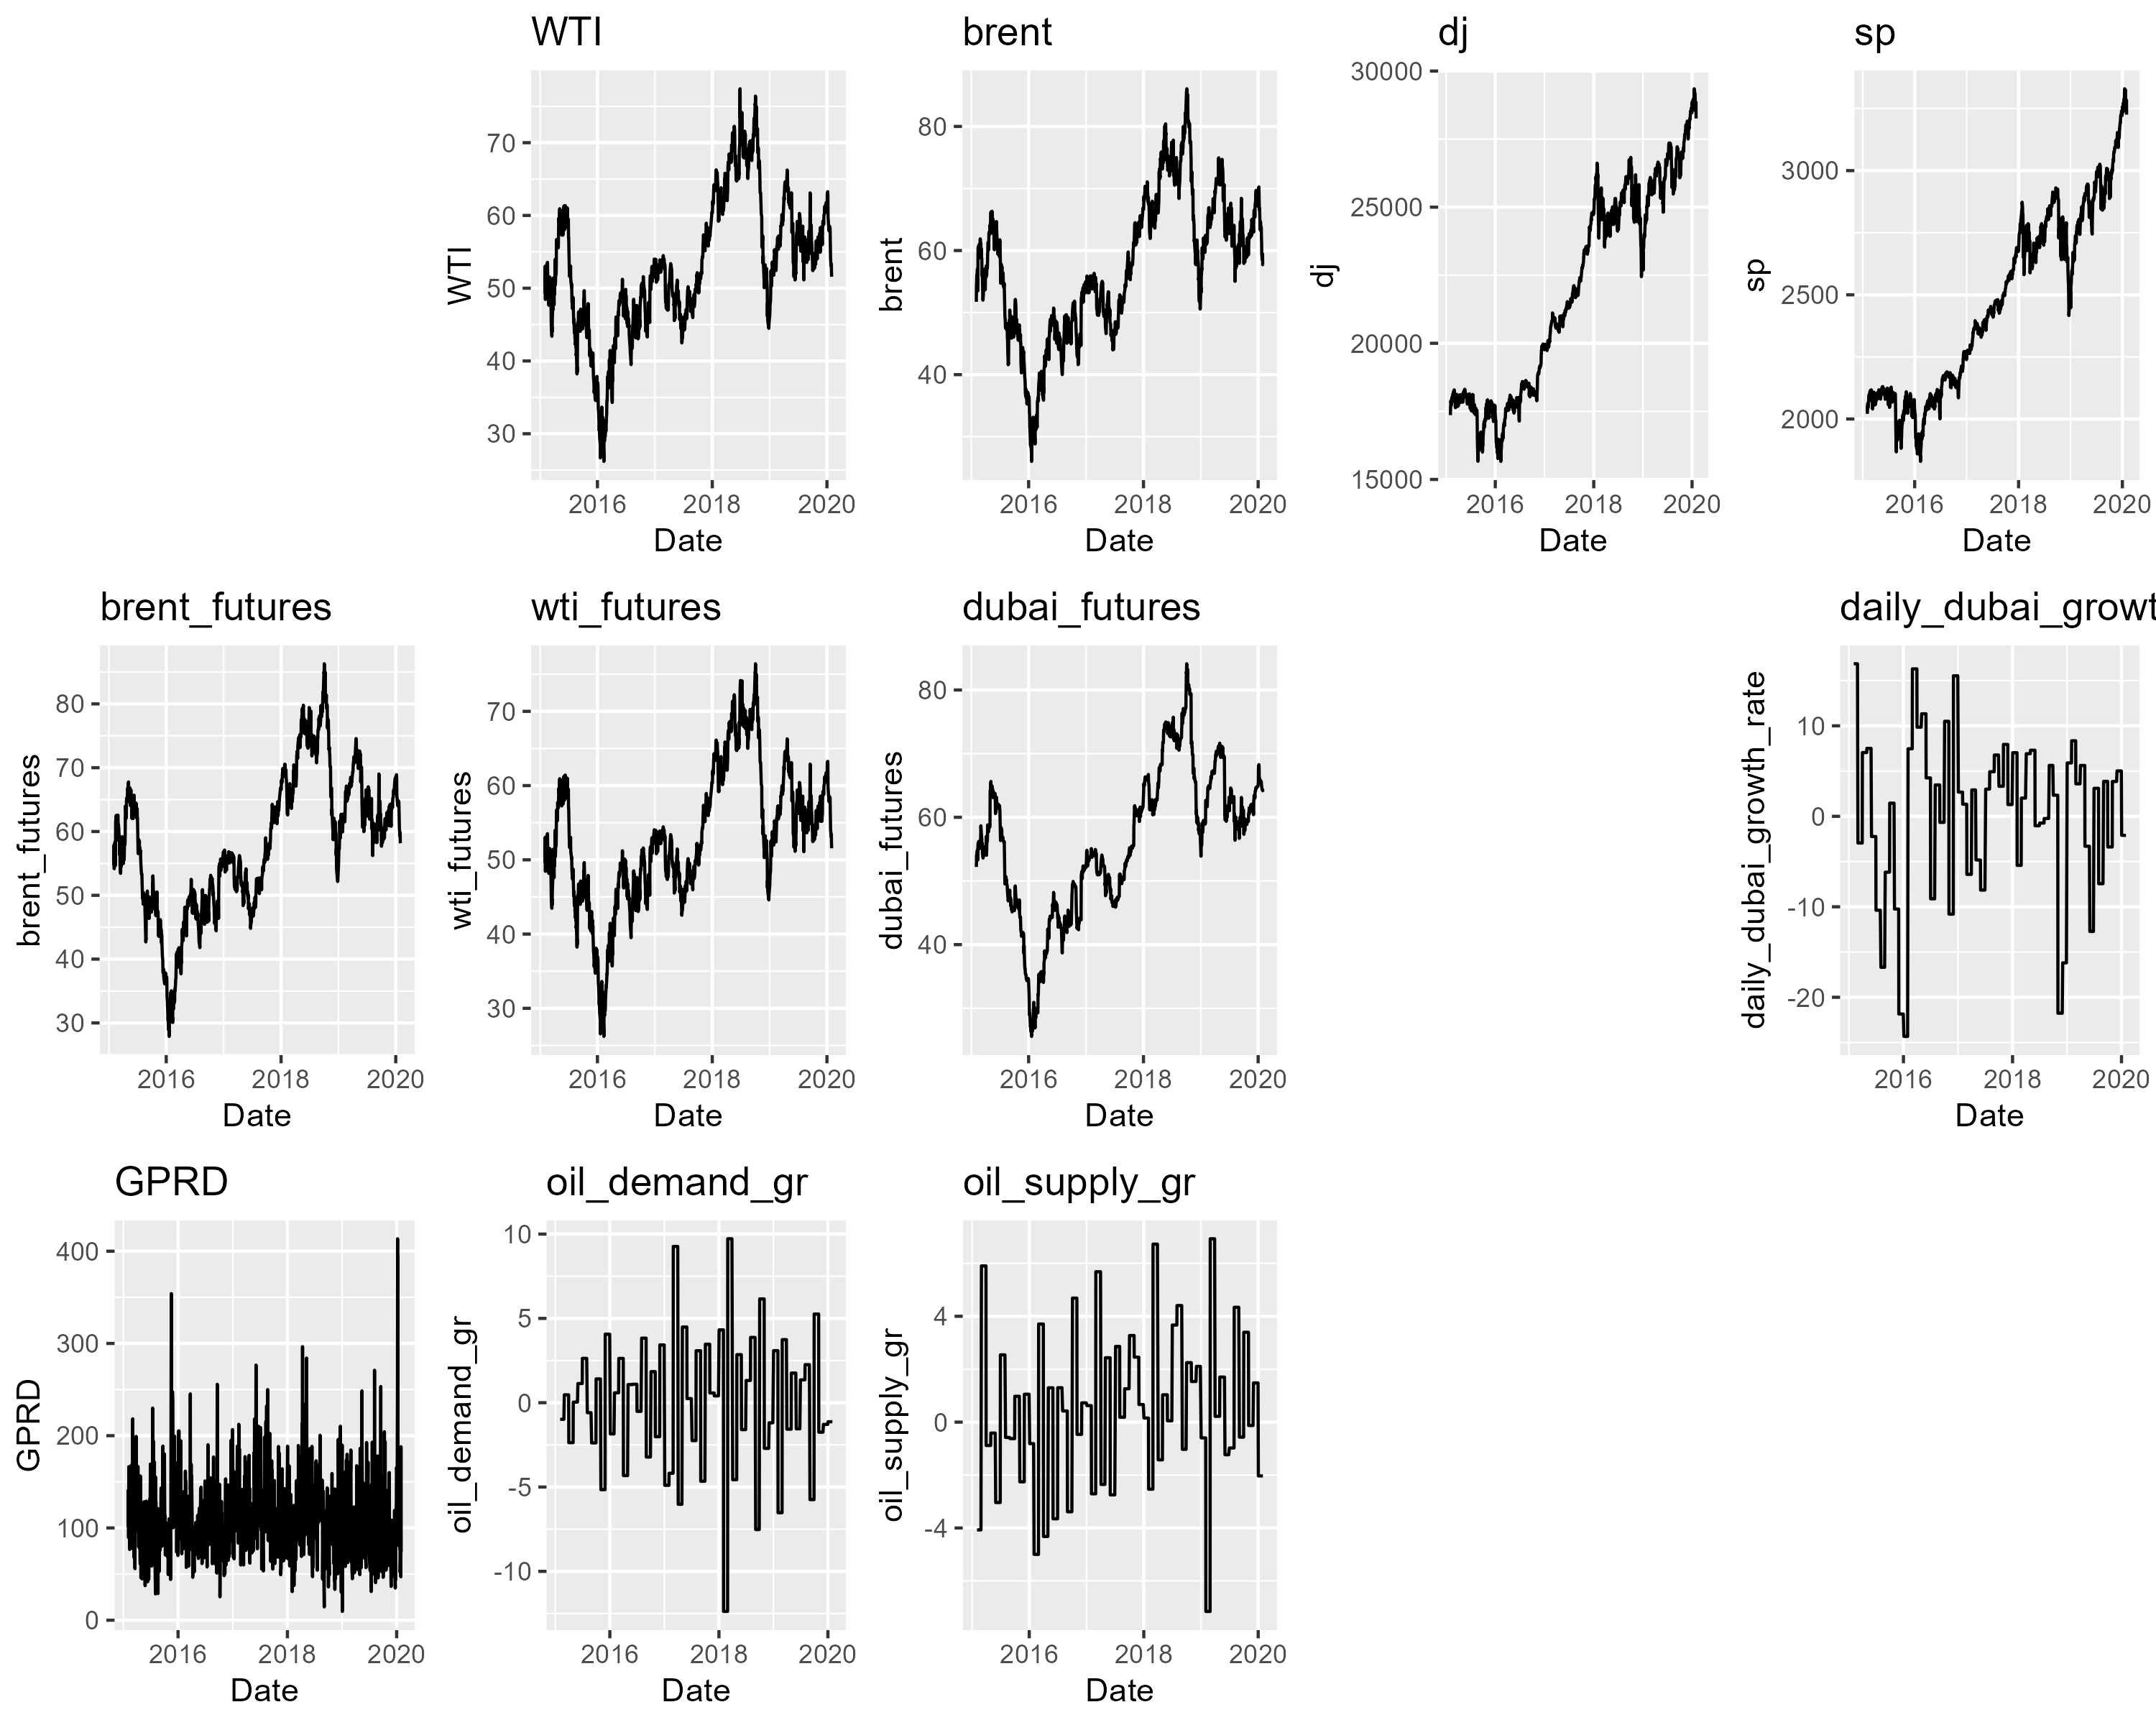 WTI
brent
dj
sp
WTI
70
60
50
40
30
2016 2018 2020
Date
brent
80
60
40
2016 2018 2020
Date
dj
30000
25000
20000
15000
2016 2018 2020
Date
sp
3000
2500
2000
2016 2018 2020
Date
brent_futures
wti_futures
dubai_futures
daily_dubai_growt
brent_futures
80
70
60
50
40
30
2016 2018 2020
Date
wti_futures
70
60
50
40
30
2016 2018 2020
Date
dubai_futures
80
60
40
2016 2018 2020
Date
daily_dubai_growth_rate
10
0
-10
-20
2016 2018 2020
Date
GPRD
oil_demand_gr
oil_supply_gr
GPRD
400
300
200
100
0
2016 2018 2020
Date
oil_demand_gr
10
5
0
-5
-10
2016 2018 2020
Date
oil_supply_gr
4
0
-4
2016 2018 2020
Date